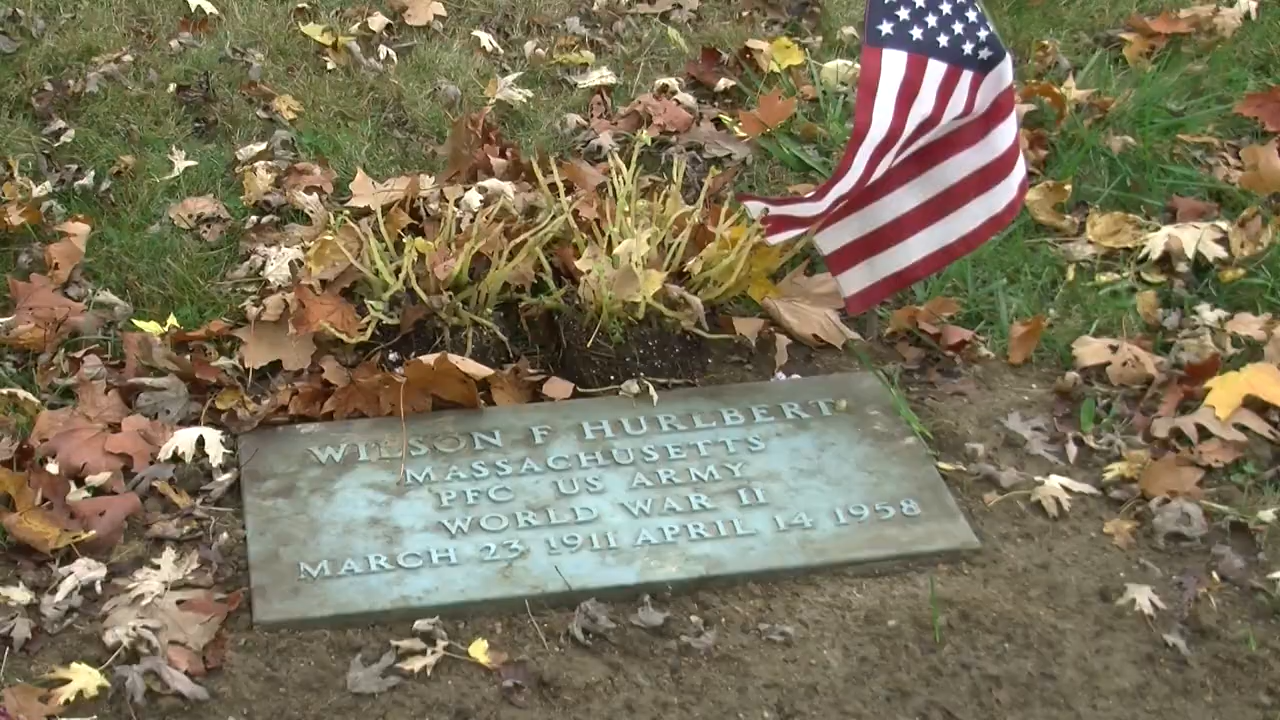 WILSON F HURLBERT
MASSACHUSETTS
PFC US ARMY
WORLD WAR II
MARCH 23 1911 APRIL 14 1958